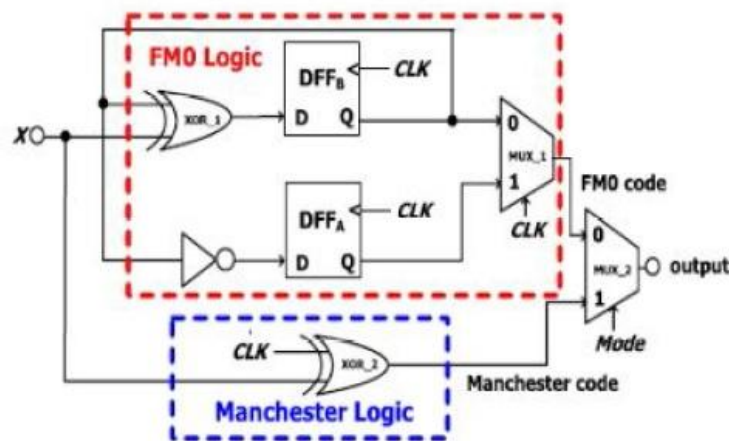 FM0 Logic
DFFB
CLK
D
Q
XOR_1
X
0
MUX_1
1
CLK
FM0 code
DFFA
CLK
D
Q
0
MUX_2
1
output
Mode
CLK
XOR_2
Manchester code
Manchester Logic